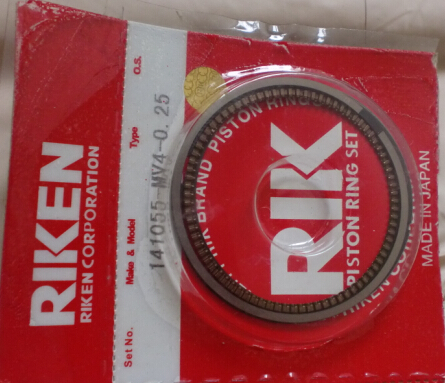 RIKEN
RIKEN CORPORATION
Set No. Make & Model Type O.S.
141055-MV4-0.25
RIK BRAND PISTON RING
RIK
PISTON RING SET
MADE IN JAPAN